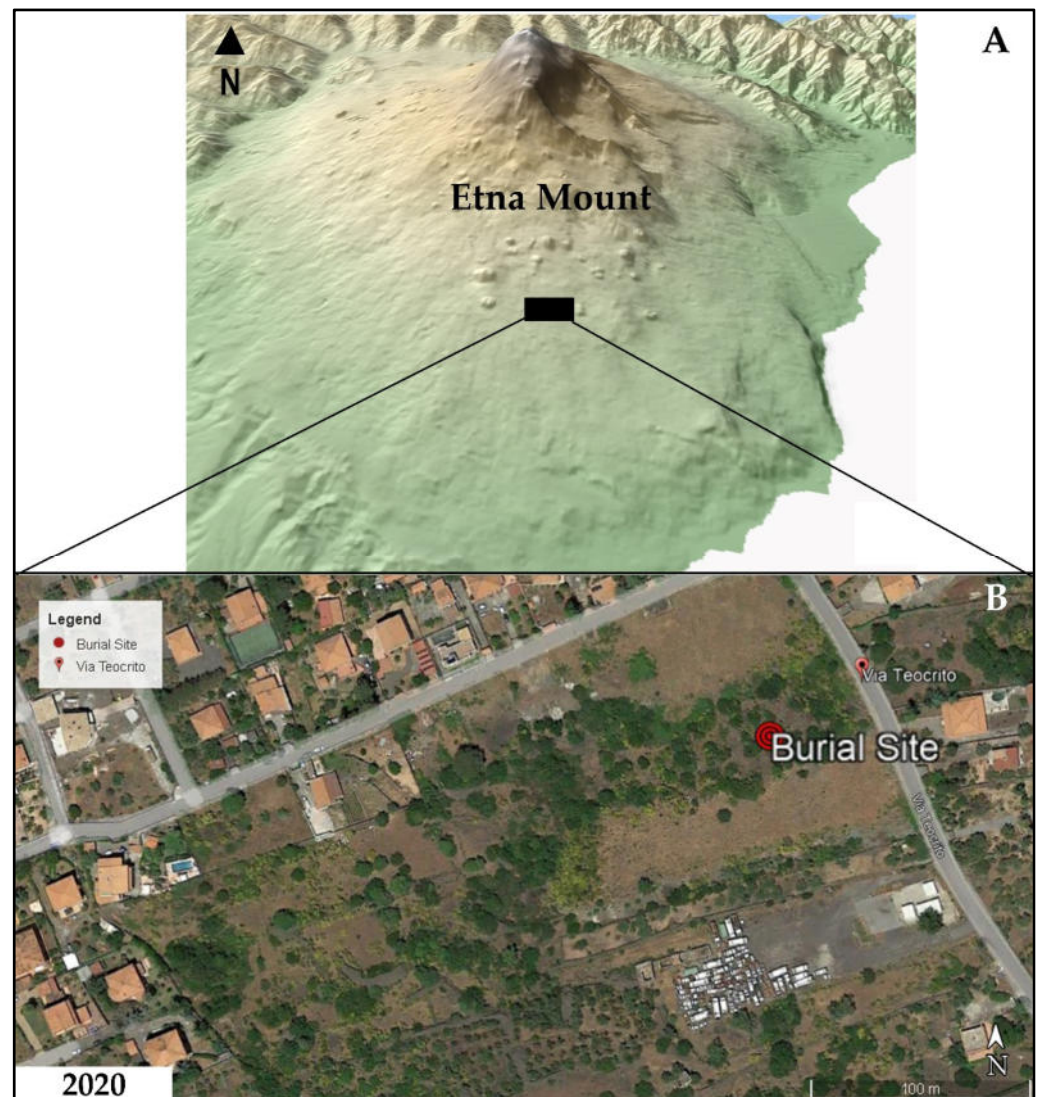 A
N
Etna Mount
B
Legend
Burial Site
Via Teocrito
Via Teocrito
Burial Site
Via Teocrito
N
100 m
2020